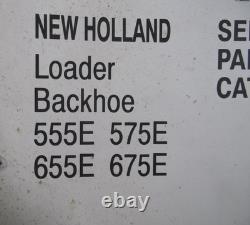 NEW HOLLAND
Loader
Backhoe
555E 575E
655E 675E
SE
PA
CAT
ebay